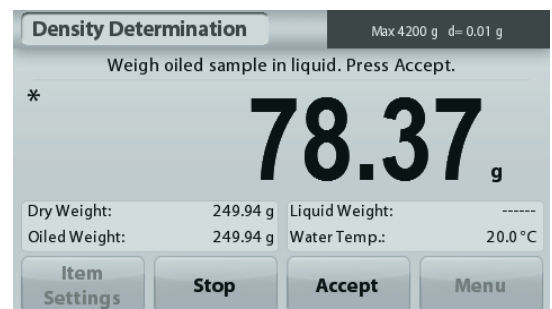 Density Determination
Max 4200 g d= 0.01 g
Weigh oiled sample in liquid. Press Accept.
*
78.37 g
Dry Weight: 249.94 g Liquid Weight: ------
Oiled Weight: 249.94 g Water Temp.: 20.0 °C
Item Settings
Stop
Accept
Menu